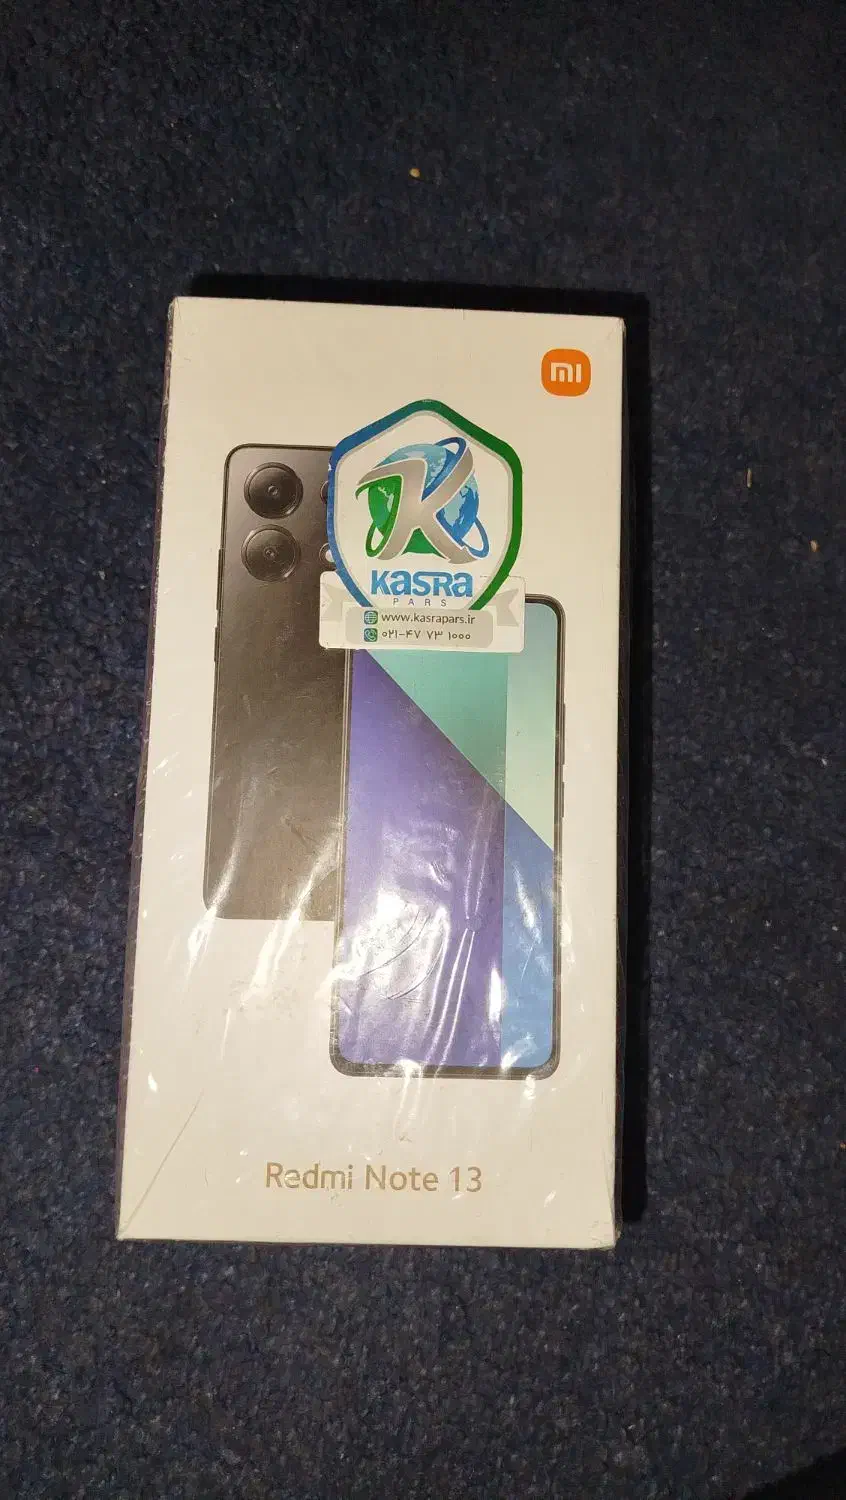 mi
KASRA
PARS
www.kasrapars.ir
۰۲۱-۴۷ ۷۳ ۱۰۰۰
Redmi Note 13